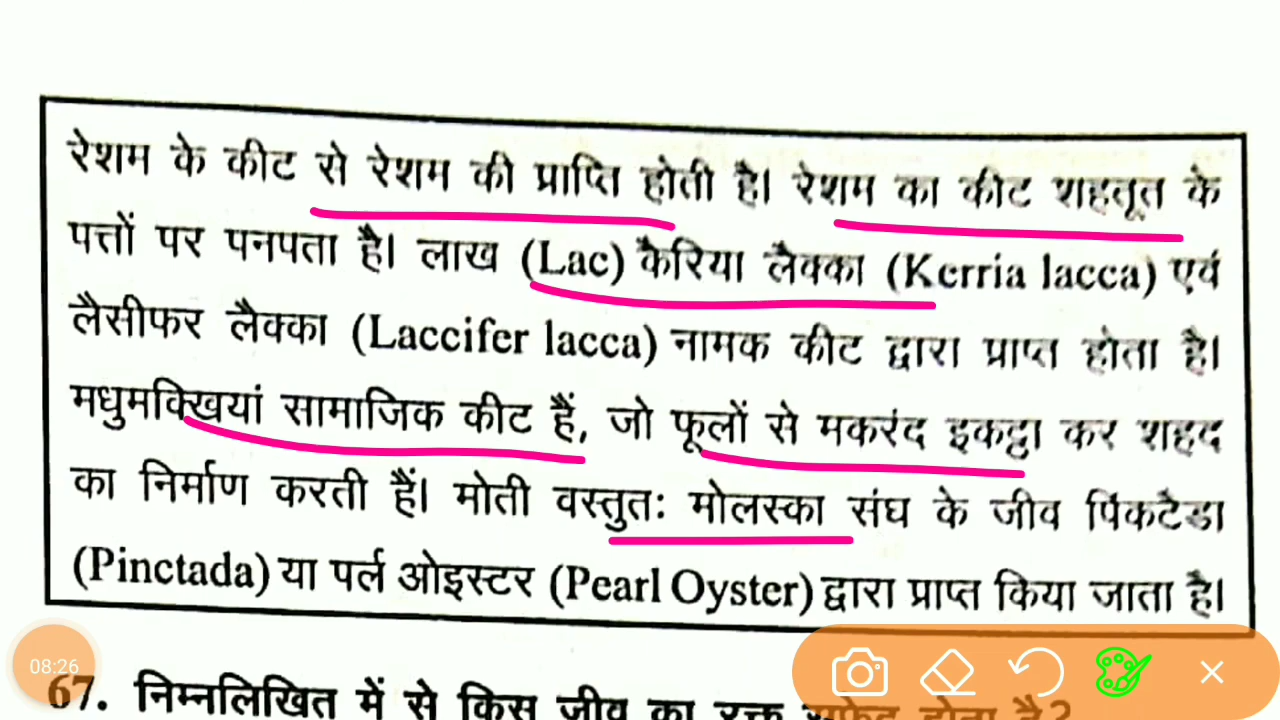 रेशम के कीट से रेशम की प्राप्ति होती है। रेशम का कीट शहतूत के
पत्तों पर पनपता है। लाख (Lac) कैरिया लैक्का (Kerria lacca) एवं
लैसीफर लैक्का (Laccifer lacca) नामक कीट द्वारा प्राप्त होता है।
मधुमक्खियां सामाजिक कीट हैं, जो फूलों से मकरंद इकट्ठा कर शहद
का निर्माण करती हैं। मोती वस्तुतः मोलस्का संघ के जीव पिंकटैडा
(Pinctada) या पर्ल ओइस्टर (Pearl Oyster) द्वारा प्राप्त किया जाता है।
08:26
67. निम्नलिखित में से किस जीव का रक्त सफेद होता है?